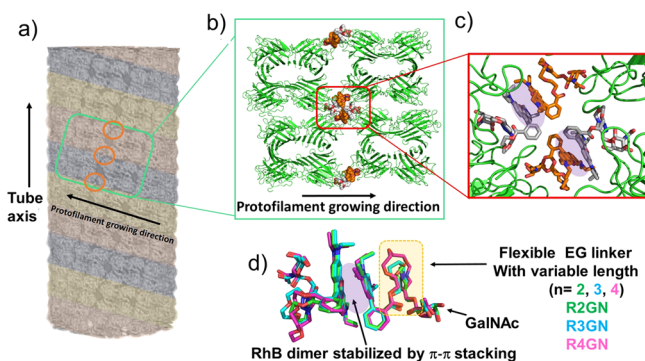 a)
Tube
axis
Protofilament growing direction
b)
Protofilament growing direction
c)
d)
Flexible EG linker
With variable length
(n= 2, 3, 4)
R2GN
R3GN
R4GN
GalNAc
RhB dimer stabilized by π-π stacking